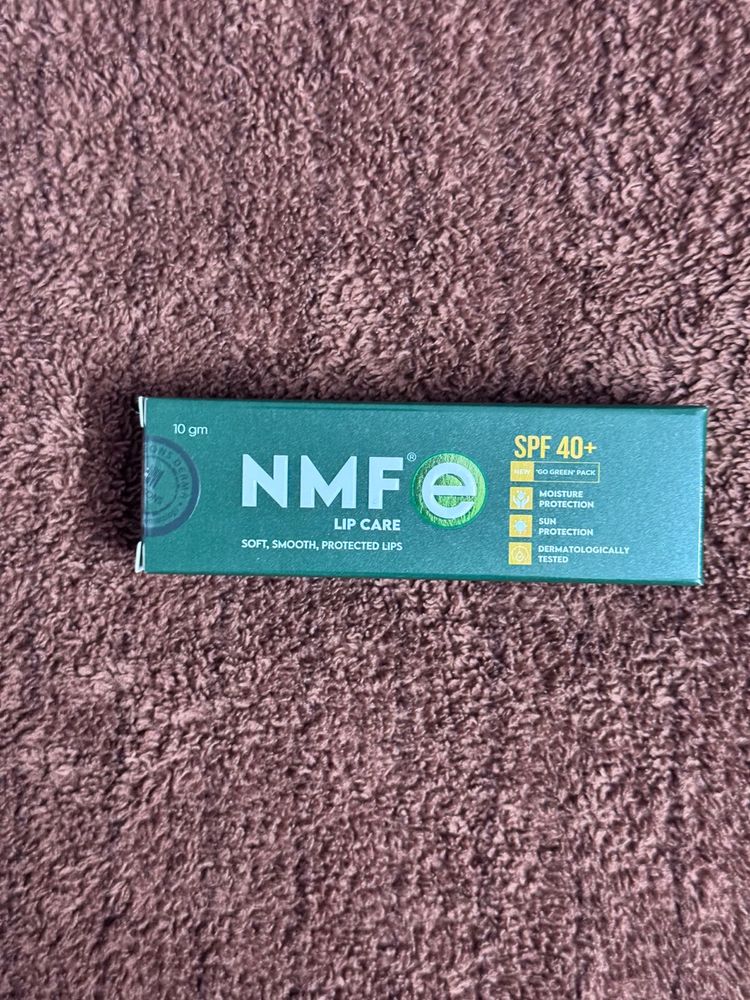 10 gm
NMF® e
LIP CARE
SOFT, SMOOTH, PROTECTED LIPS
SPF 40+
NEW "GO GREEN" PACK
MOISTURE
PROTECTION
SUN
PROTECTION
DERMATOLOGICALLY
TESTED